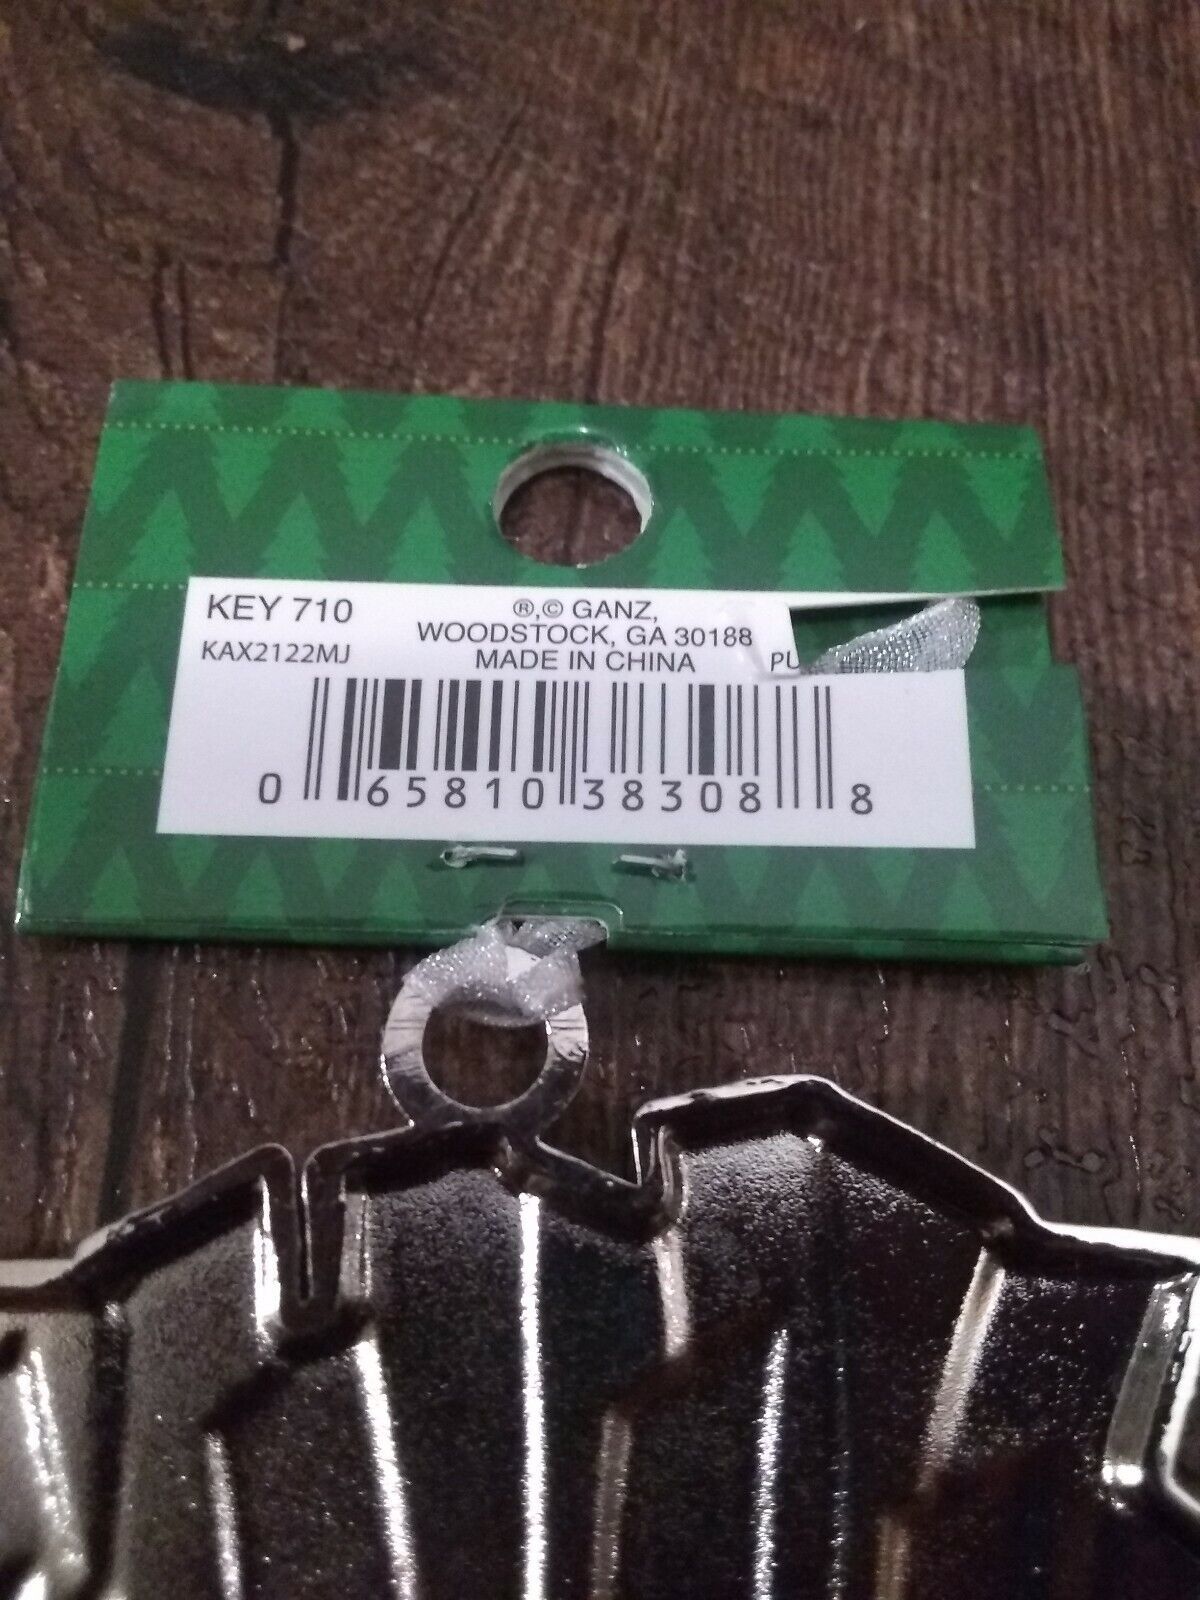 KEY 710
KAX2122MJ
®,© GANZ,
WOODSTOCK, GA 30188
MADE IN CHINA
0 65810 38308 8